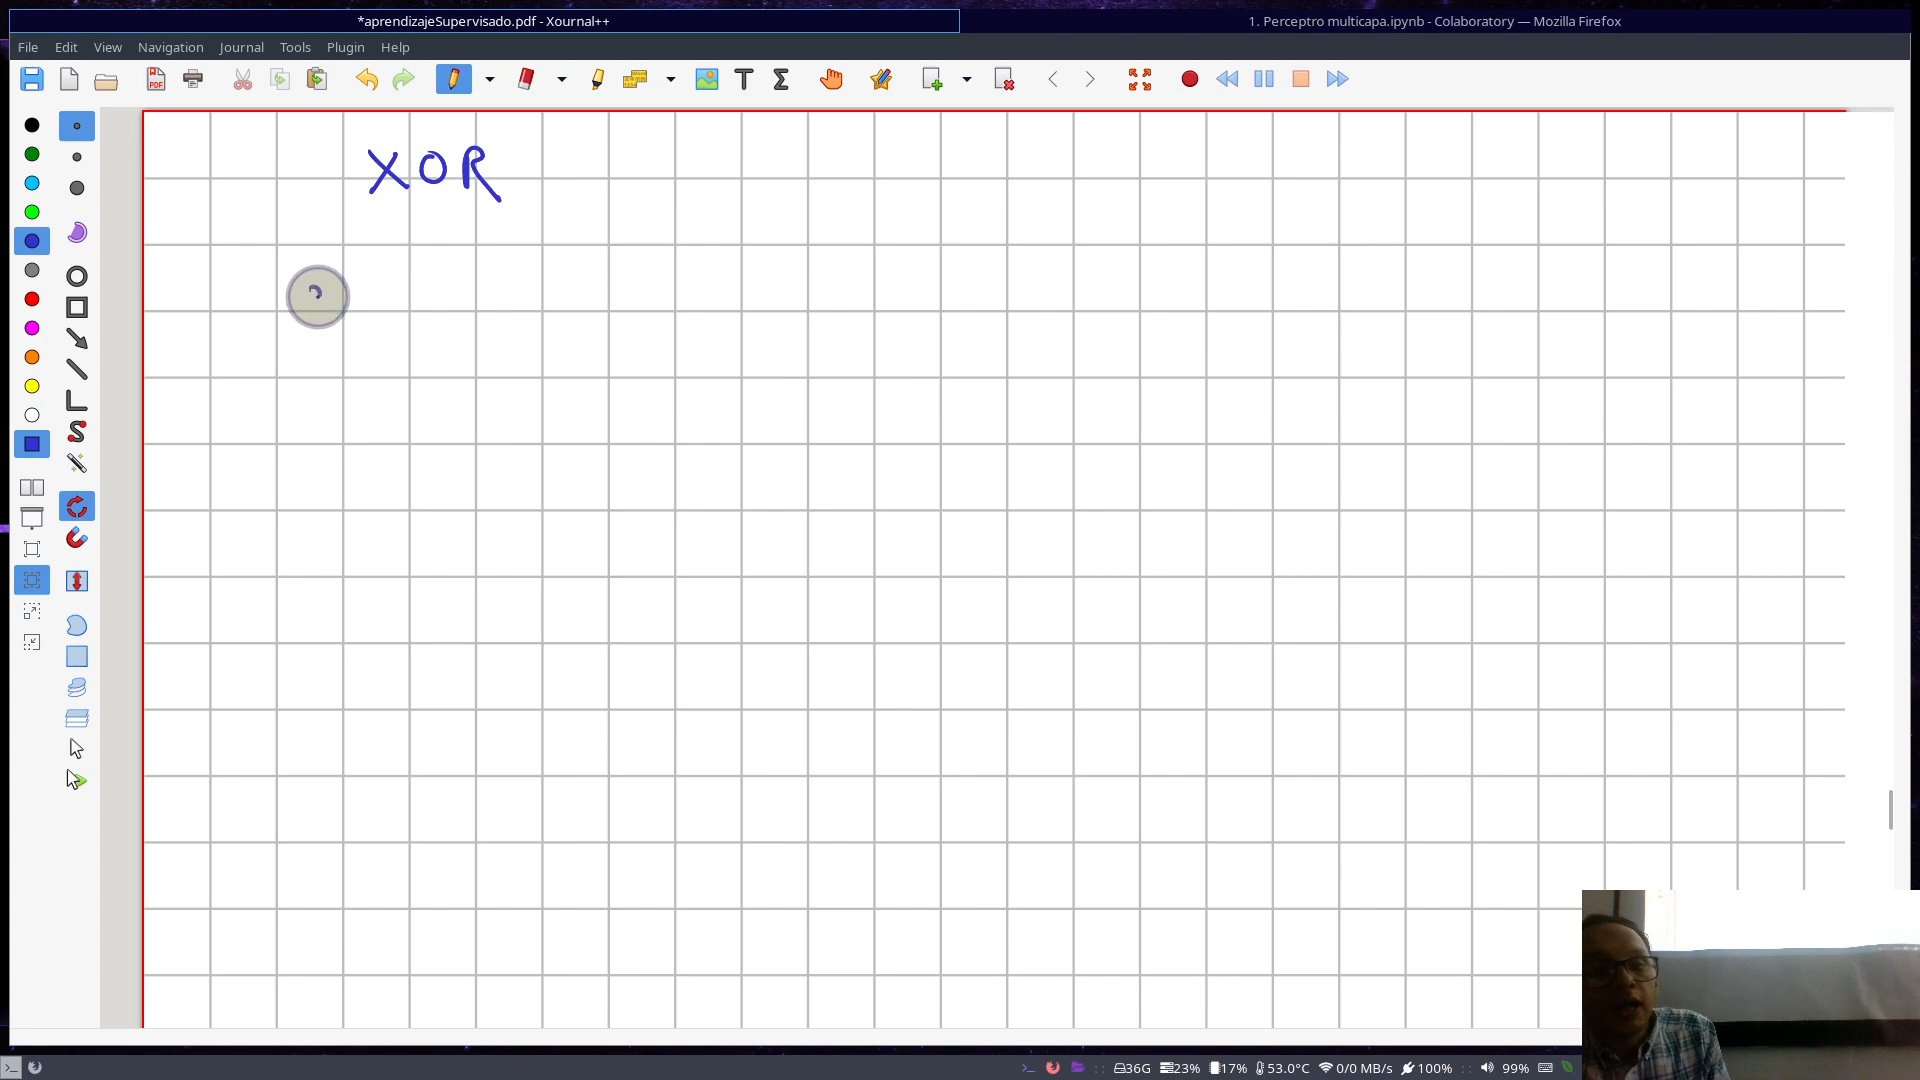 *aprendizajeSupervisado.pdf - Xournal++
1. Perceptro multicapa.ipynb - Colaboratory — Mozilla Firefox
File Edit View Navigation Journal Tools Plugin Help
XOR
36G 23% 17% 53.0°C 0/0 MB/s 100% 99%